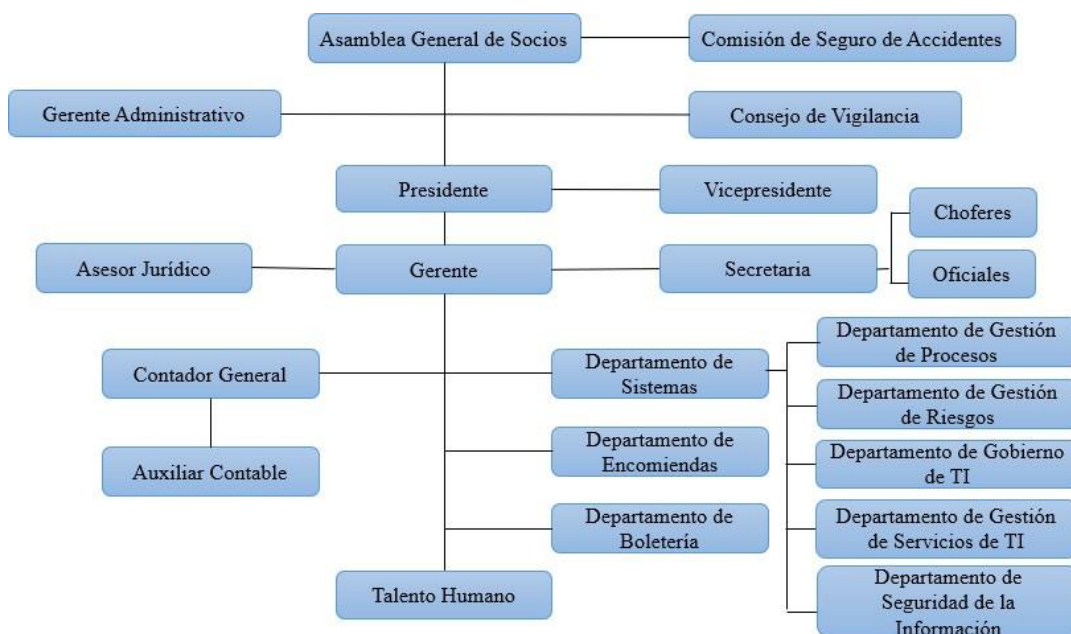 Asamblea General de Socios
Comisión de Seguro de Accidentes
Gerente Administrativo
Consejo de Vigilancia
Presidente
Vicepresidente
Choferes
Asesor Jurídico
Gerente
Secretaria
Oficiales
Contador General
Departamento de
Sistemas
Departamento de Gestión
de Procesos
Departamento de Gestión
de Riesgos
Auxiliar Contable
Departamento de
Encomiendas
Departamento de Gobierno
de TI
Departamento de
Boletería
Departamento de Gestión
de Servicios de TI
Talento Humano
Departamento de
Seguridad de la
Información